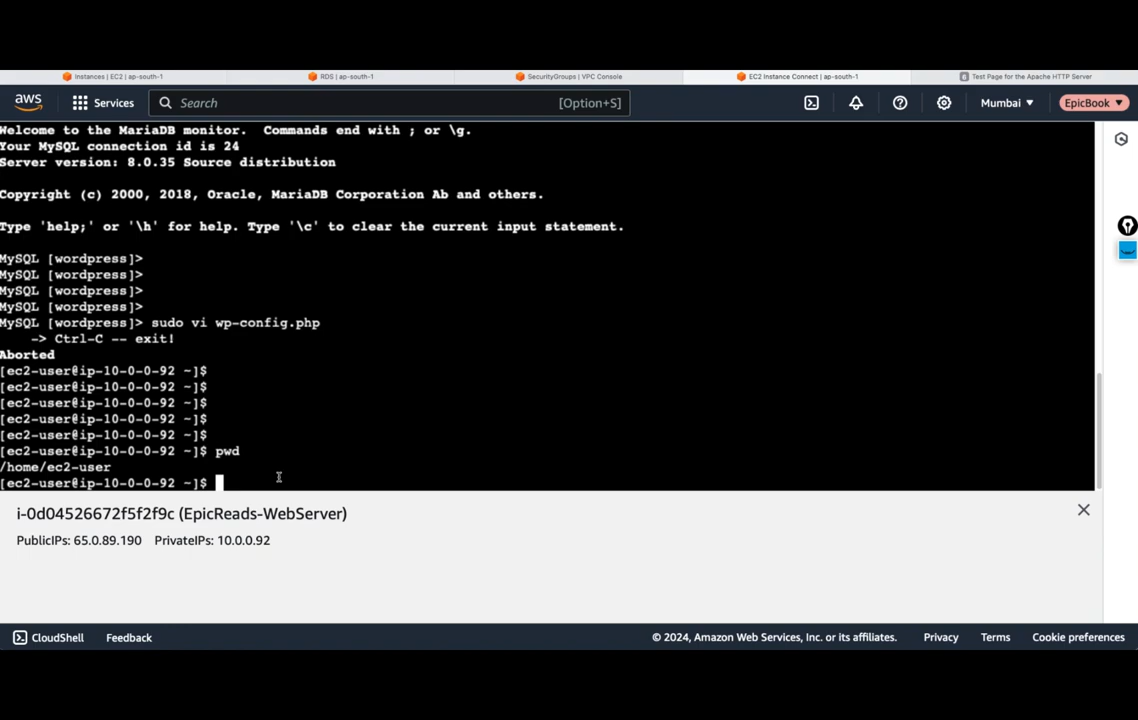 Instances | EC2 | ap-south-1
RDS | ap-south-1
SecurityGroups | VPC Console
EC2 Instance Connect | ap-south-1
Test Page for the Apache HTTP Server
aws
Services
Search
[Option+S]
Mumbai
EpicBook
Welcome to the MariaDB monitor.  Commands end with ; or \g.
Your MySQL connection id is 24
Server version: 8.0.35 Source distribution
Copyright (c) 2000, 2018, Oracle, MariaDB Corporation Ab and others.
Type 'help;' or '\h' for help. Type '\c' to clear the current input statement.
MySQL [wordpress]>
MySQL [wordpress]>
MySQL [wordpress]>
MySQL [wordpress]>
MySQL [wordpress]> sudo vi wp-config.php
    -> Ctrl-C -- exit!
Aborted
[ec2-user@ip-10-0-0-92 ~]$
[ec2-user@ip-10-0-0-92 ~]$
[ec2-user@ip-10-0-0-92 ~]$
[ec2-user@ip-10-0-0-92 ~]$
[ec2-user@ip-10-0-0-92 ~]$
[ec2-user@ip-10-0-0-92 ~]$ pwd
/home/ec2-user
[ec2-user@ip-10-0-0-92 ~]$
i-0d04526672f5f2f9c (EpicReads-WebServer)
PublicIPs: 65.0.89.190 PrivateIPs: 10.0.0.92
CloudShell
Feedback
© 2024, Amazon Web Services, Inc. or its affiliates.
Privacy
Terms
Cookie preferences